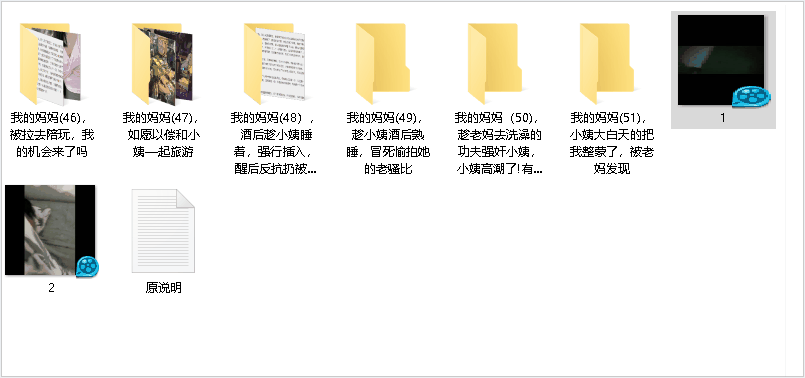 我的妈妈(46)，
被拉去陪玩，我
的机会来了吗
我的妈妈(47)，
如愿以偿和小
姨一起旅游
我的妈妈(48)，
酒后趁小姨睡
着，强行插入，
醒后反抗扔被...
我的妈妈(49)，
趁小姨酒后熟
睡，冒死偷拍她
的老骚比
我的妈妈（50)，
趁老妈去洗澡的
功夫强奸小姨，
小姨高潮了!有...
我的妈妈(51)，
小姨大白天的把
我整蒙了，被老
妈发现
1
2
原说明